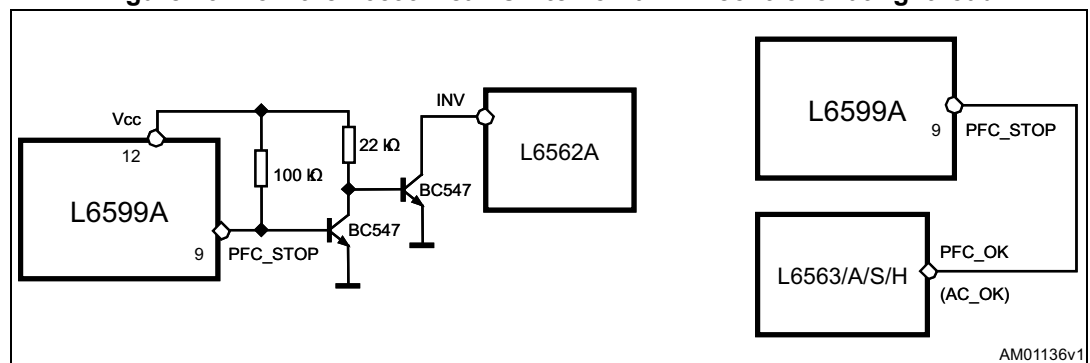 Vcc
12
100 kΩ
22 kΩ
INV
L6562A
BC547
BC547
L6599A
9
PFC_STOP
L6599A
9
PFC_STOP
L6563/A/S/H
PFC_OK
(AC_OK)
AM01136v1